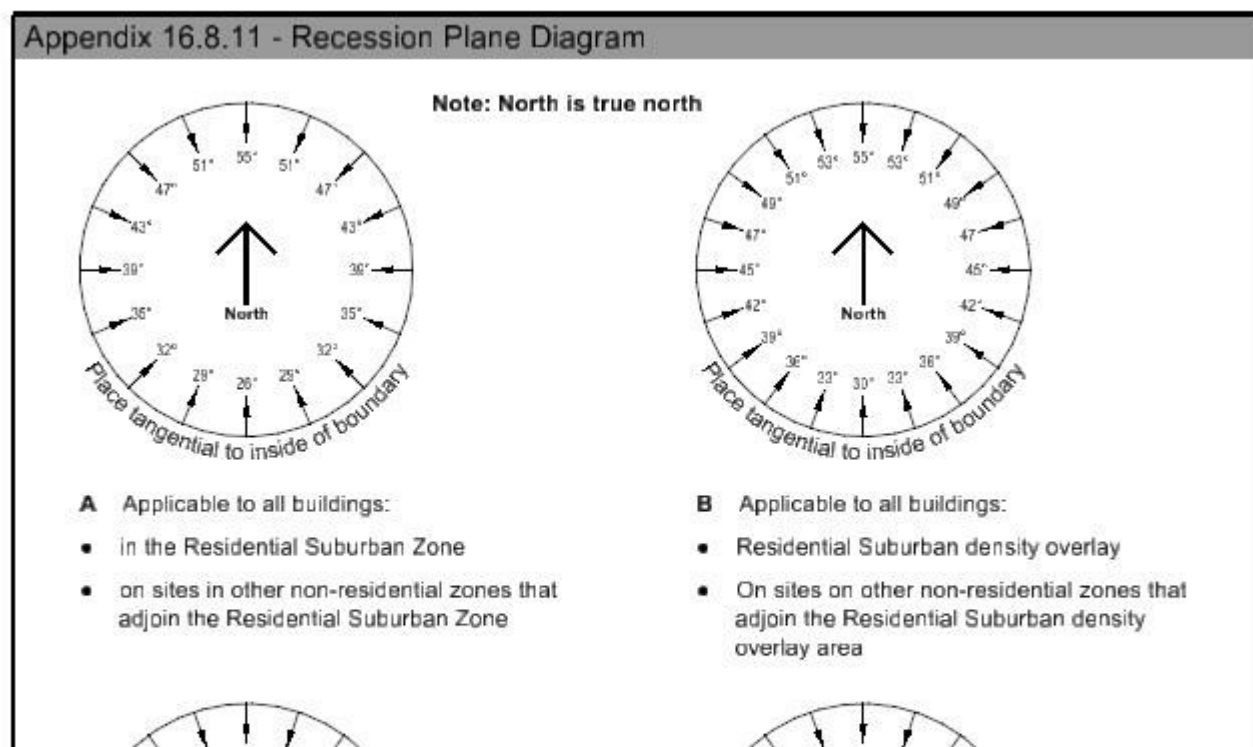 Appendix 16.8.11 - Recession Plane Diagram
Note: North is true north
51° 55° 51°
47° 47°
43° 43°
39° 39°
35° 35°
North
32° 32°
29° 26° 29°
Place tangential to inside of boundary
53° 55° 53°
51° 51°
49° 49°
47° 47
45° 45°
42° 42°
North
39° 39°
36° 36°
33° 30° 33°
Place tangential to inside of boundary
A Applicable to all buildings:
• in the Residential Suburban Zone
• on sites in other non-residential zones that
adjoin the Residential Suburban Zone
B Applicable to all buildings:
• Residential Suburban density overlay
• On sites on other non-residential zones that
adjoin the Residential Suburban density
overlay area